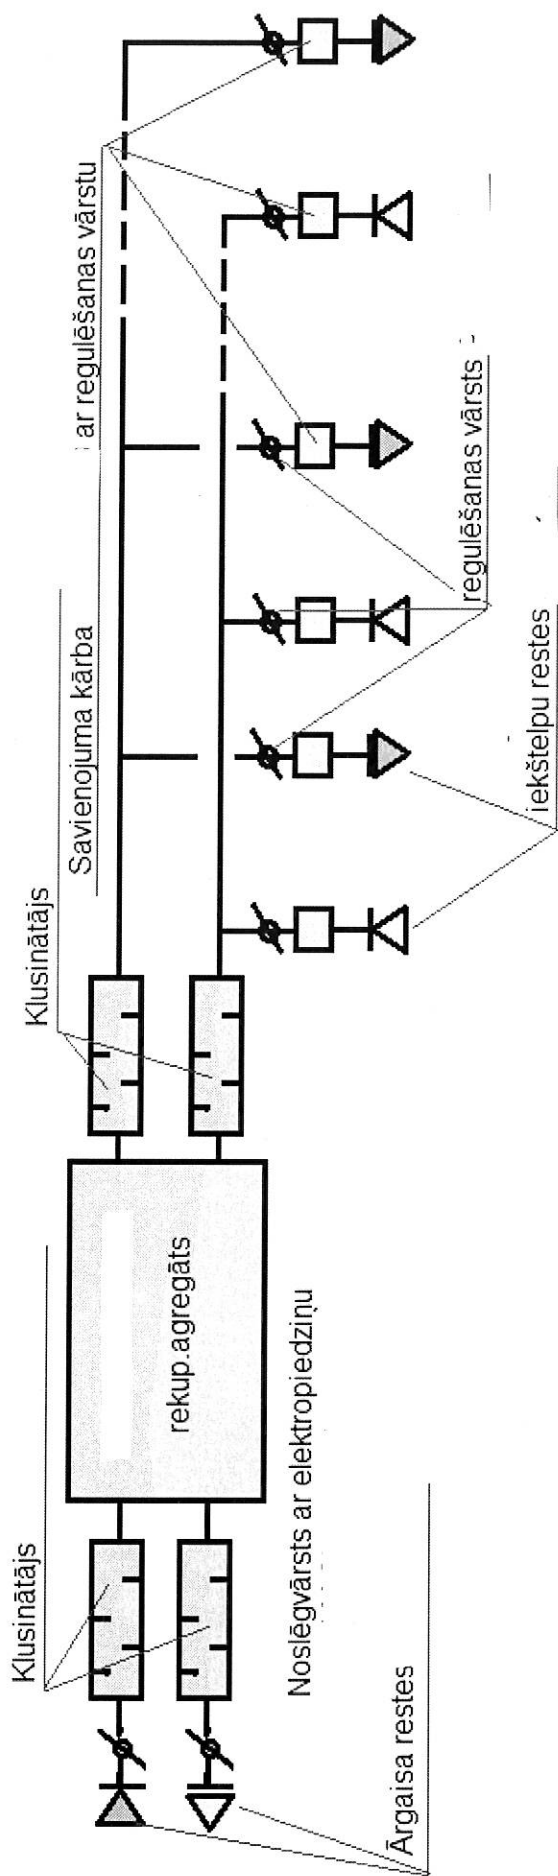 Klusinātājs
Klusinātājs
Savienojuma kārba
ar regulēšanas vārstu
rekup.agregāts
Noslēgvārsts ar elektropiedziņu
regulēšanas vārsts
Ārgaisa restes
iekštelpu restes